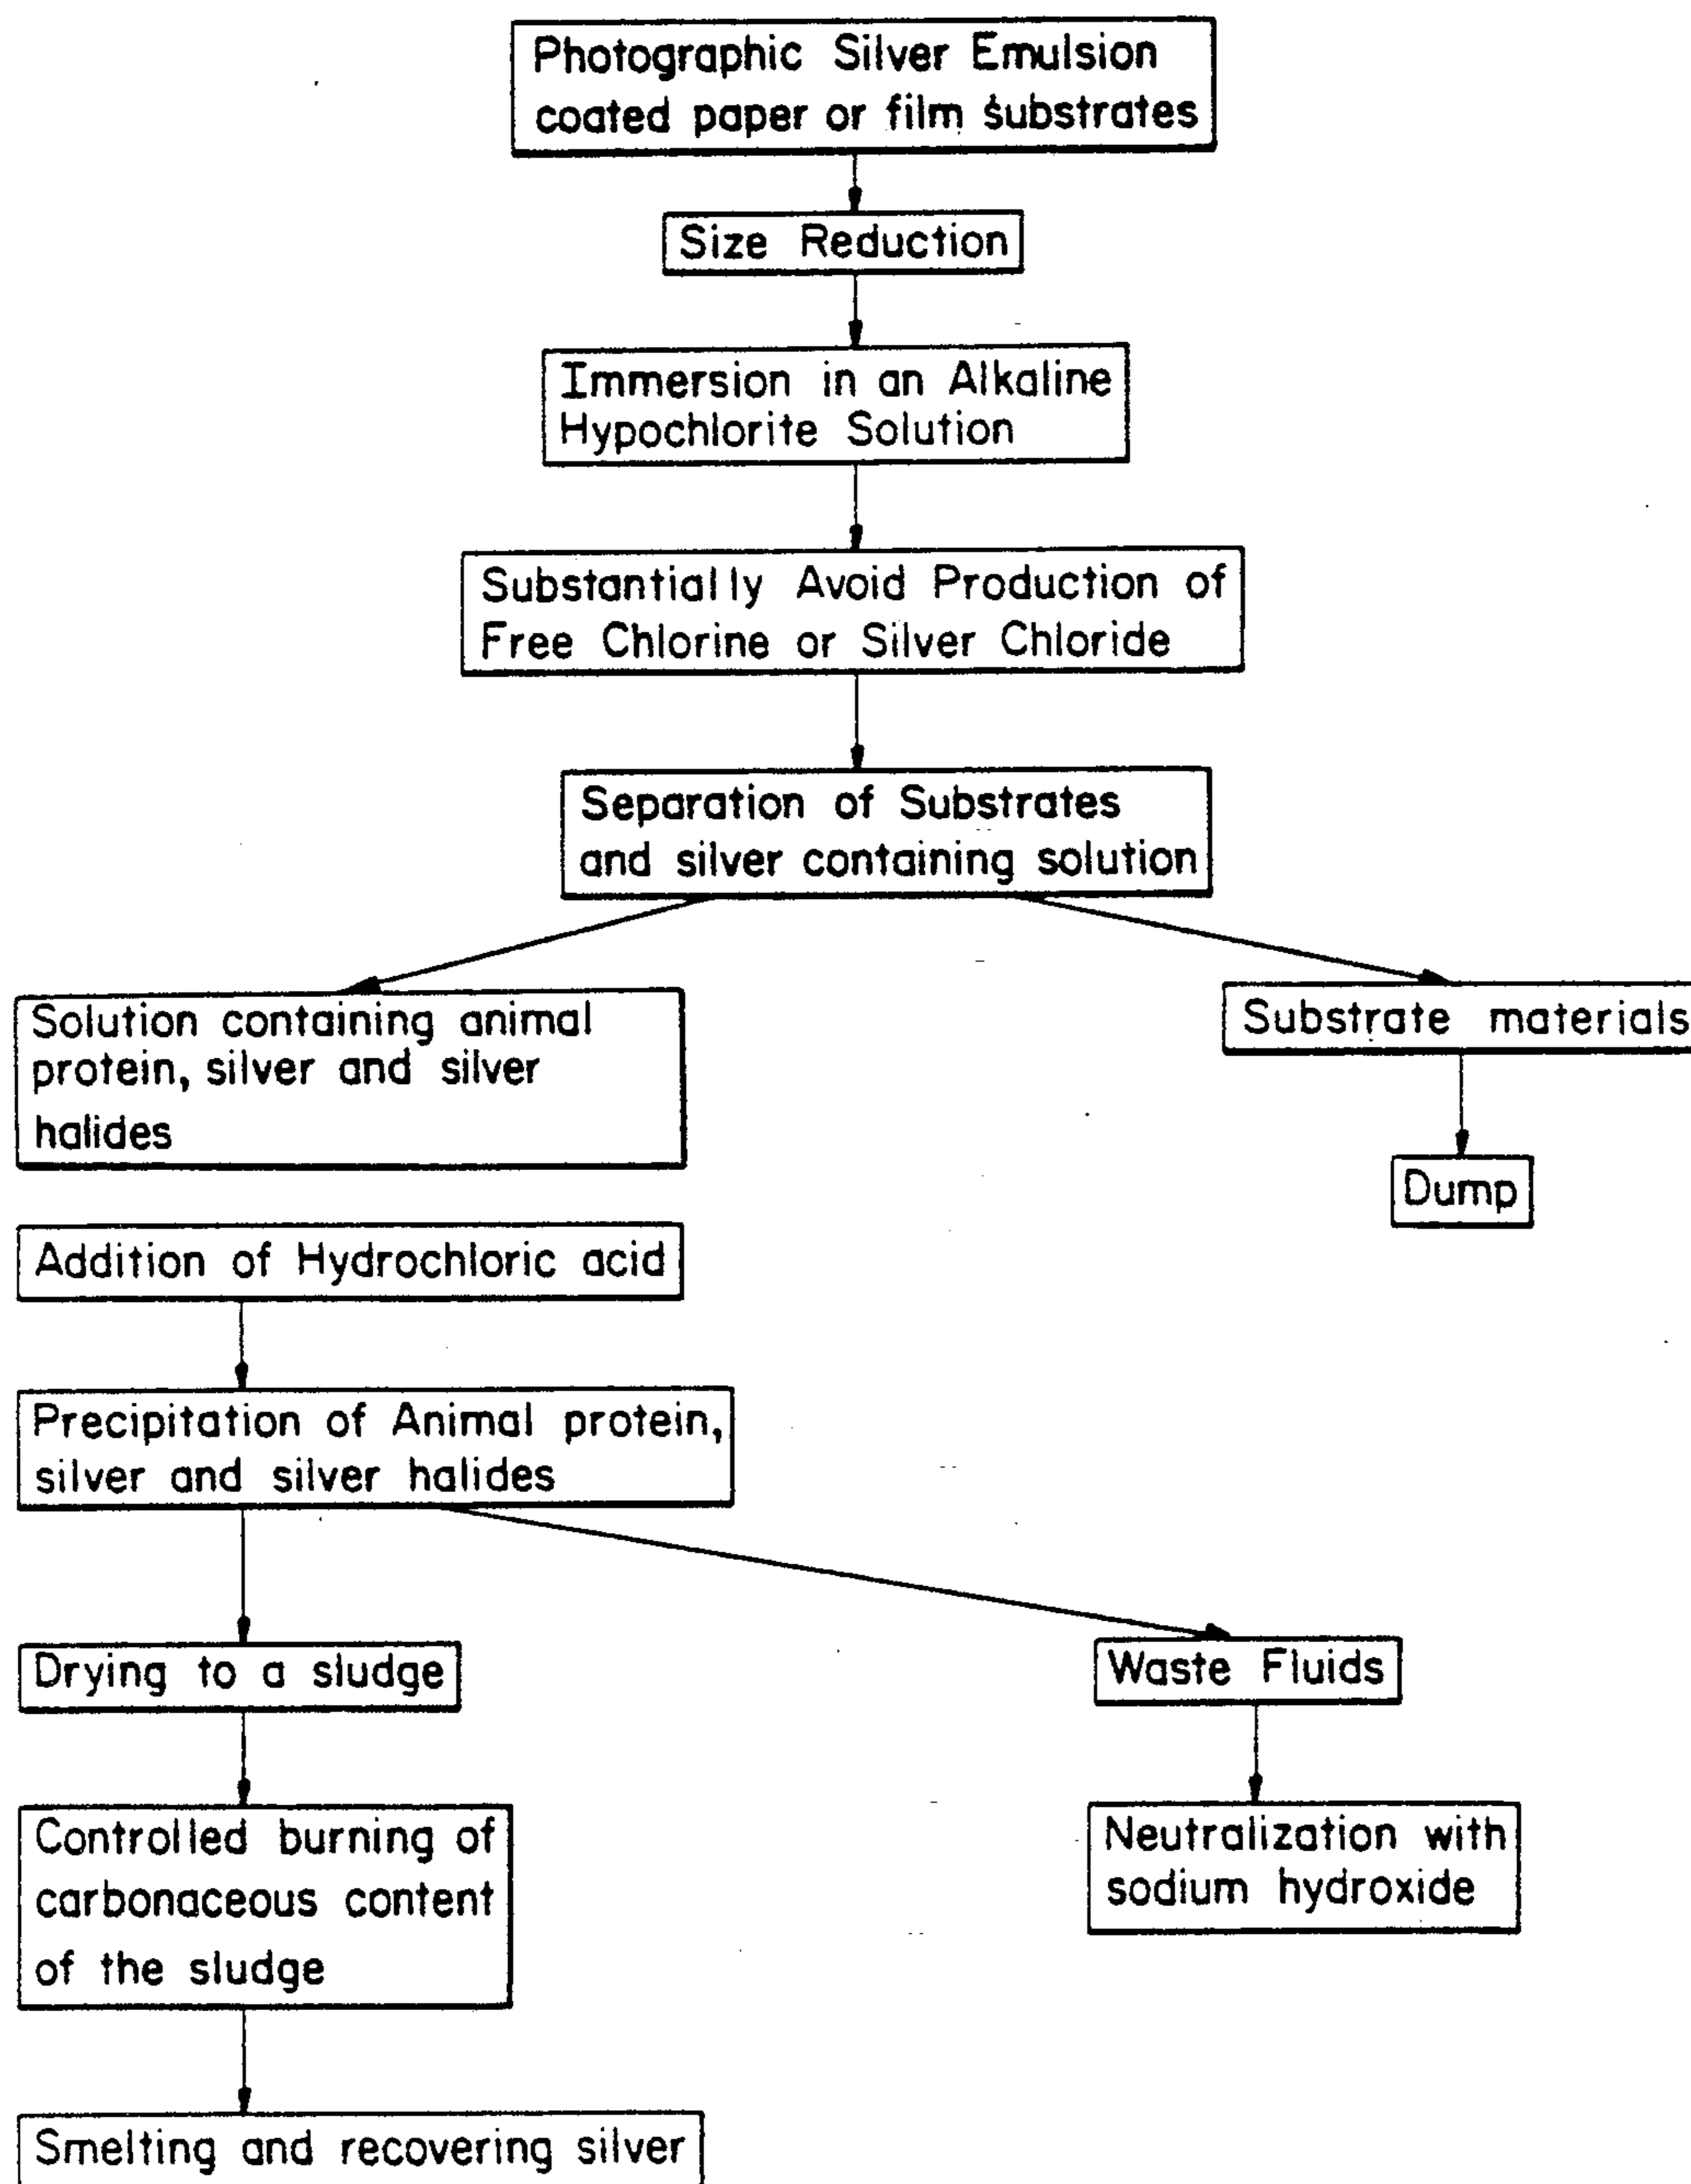 Photographic Silver Emulsion
coated paper or film substrates
Size Reduction
Immersion in an Alkaline
Hypochlorite Solution
Substantially Avoid Production of
Free Chlorine or Silver Chloride
Separation of Substrates
and silver containing solution
Solution containing animal
protein, silver and silver
halides
Substrate materials
Dump
Addition of Hydrochloric acid
Precipitation of Animal protein,
silver and silver halides
Drying to a sludge
Waste Fluids
Controlled burning of
carbonaceous content
of the sludge
Neutralization with
sodium hydroxide
Smelting and recovering silver